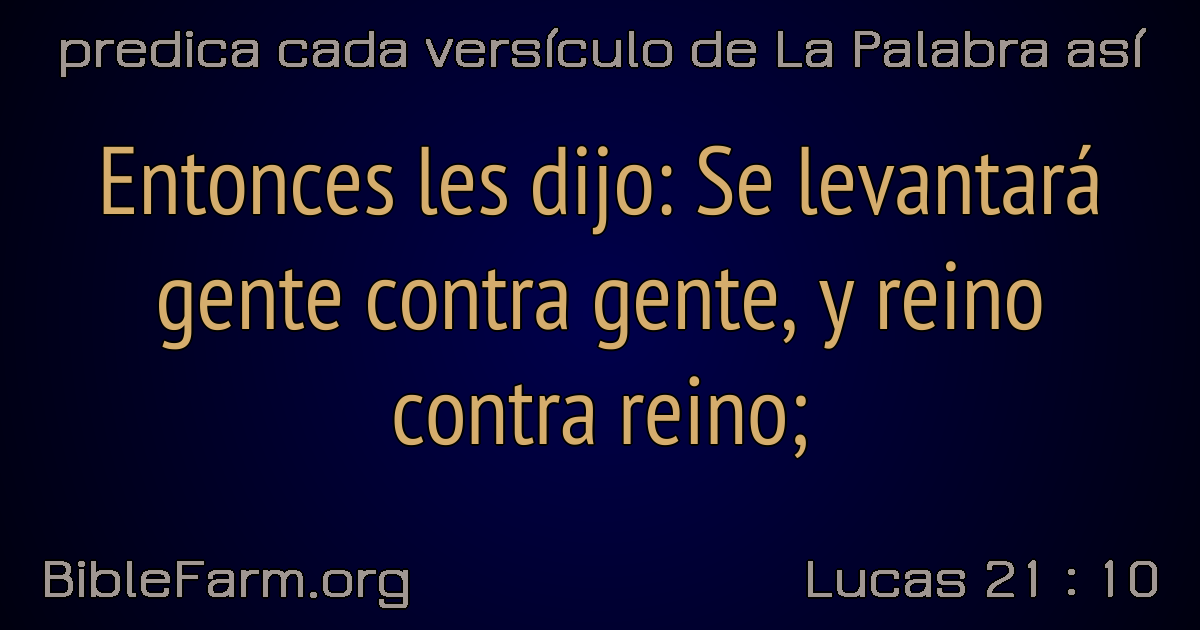 predica cada versículo de La Palabra así
Entonces les dijo: Se levantará
gente contra gente, y reino
contra reino;
BibleFarm.org
Lucas 21 : 10